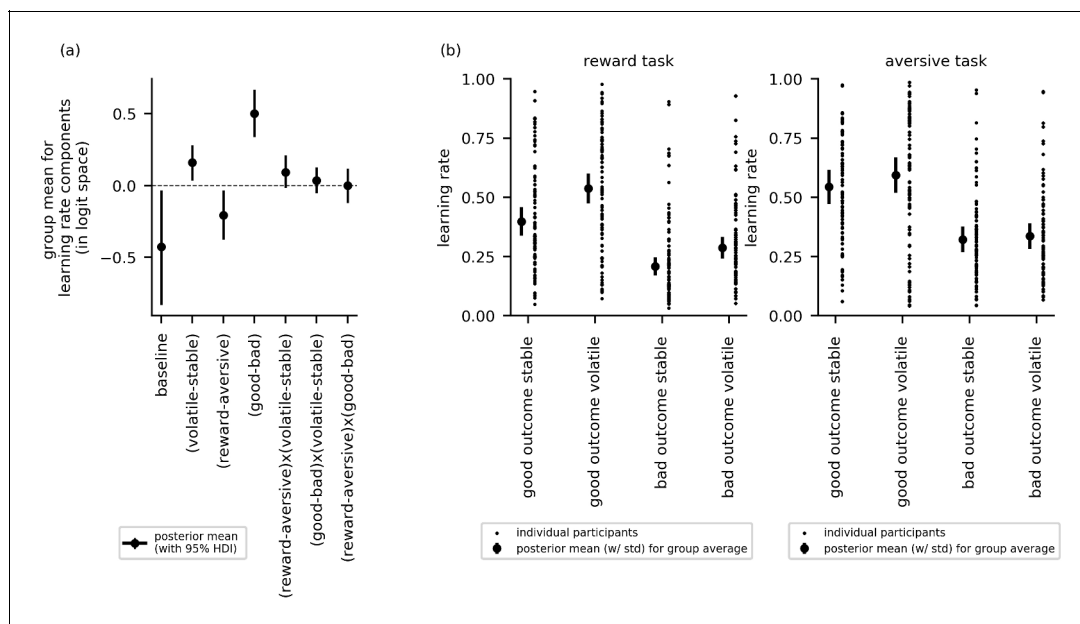 (a)
group mean for
learning rate components
(in logit space)
0.5
0.0
−0.5
baseline
(volatile-stable)
(reward-aversive)
(good-bad)
(reward-aversive)x(volatile-stable)
(good-bad)x(volatile-stable)
(reward-aversive)x(good-bad)
posterior mean
(with 95% HDI)
(b)
reward task
learning rate
1.00
0.75
0.50
0.25
0.00
good outcome stable
good outcome volatile
bad outcome stable
bad outcome volatile
individual participants
posterior mean (w/ std) for group average
aversive task
learning rate
1.00
0.75
0.50
0.25
0.00
good outcome stable
good outcome volatile
bad outcome stable
bad outcome volatile
individual participants
posterior mean (w/ std) for group average